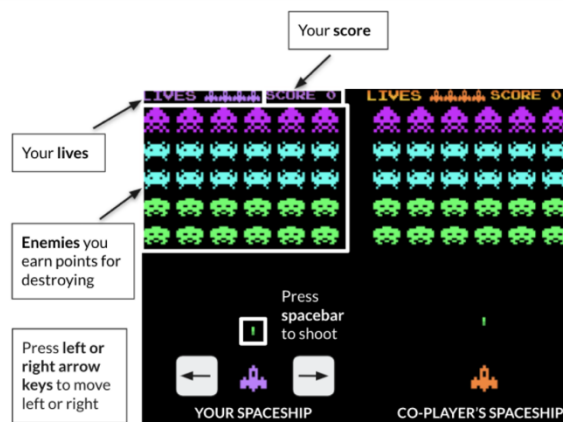 Your score
LIVES SCORE 0
LIVES SCORE 0
Your lives
Enemies you
earn points for
destroying
Press
spacebar
to shoot
Press left or
right arrow
keys to move
left or right
YOUR SPACESHIP
CO-PLAYER'S SPACESHIP